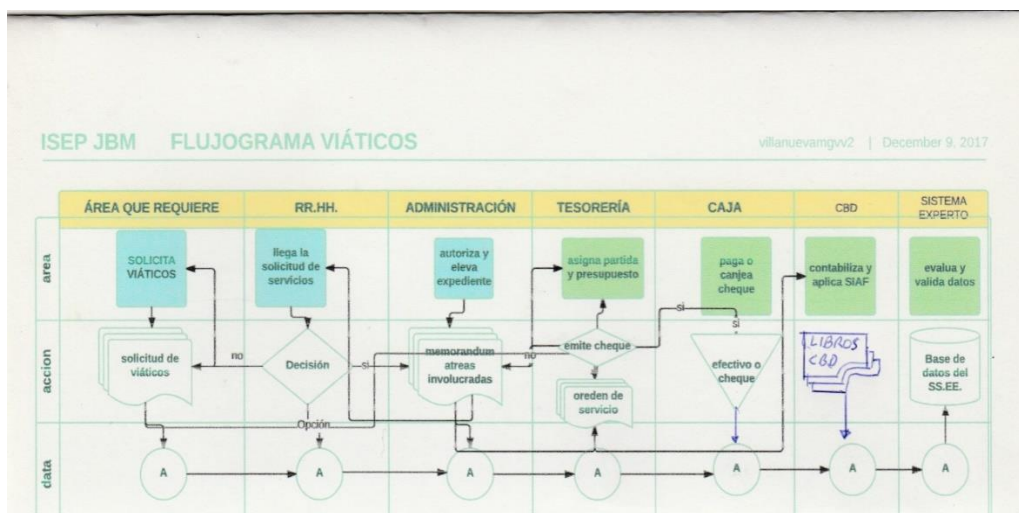 ISEP JBM FLUJOGRAMA VIÁTICOS
villanuevamgvv2 | December 9, 2017
ÁREA QUE REQUIERE
RR.HH.
ADMINISTRACIÓN
TESORERÍA
CAJA
CBD
SISTEMA
EXPERTO
area
SOLICITA
VIÁTICOS
llega la
solicitud de
servicios
autoriza y
eleva
expediente
asigna partida
y presupuesto
paga o
canjea
cheque
contabiliza y
aplica SIAF
evalua y
valida datos
accion
solicitud de
viáticos
no
Decisión
si
memorandum
atreas
involucradas
no
emite cheque
si
si
oreden de
servicio
efectivo o
cheque
LIBROS
CBD
Base de
datos del
SS.EE.
Opción
data
A
A
A
A
A
A
A